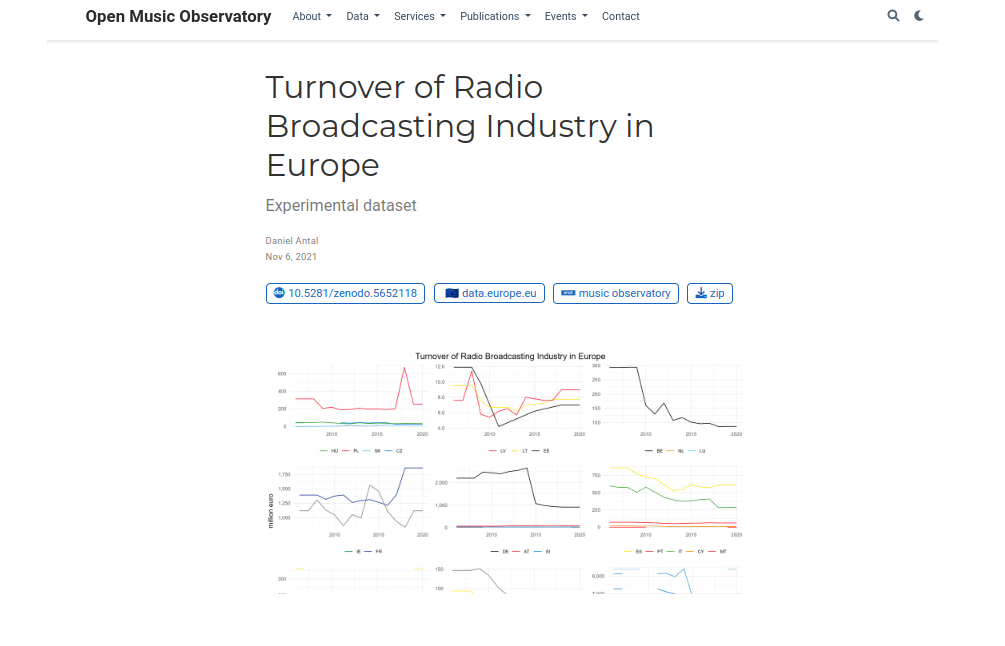 Open Music Observatory About Data Services Publications Events Contact
Turnover of Radio
Broadcasting Industry in
Europe
Experimental dataset
Daniel Antal
Nov 6, 2021
doi 10.5281/zenodo.5652118 data.europe.eu music observatory zip
Turnover of Radio Broadcasting Industry in Europe
600 12.0 300
10.0 250
400
8.0 200
200 6.0 150
0 4.0 100
2010 2015 2020 2010 2015 2020 2010 2015 2020
HU PL SK CZ LV LT EE BE NL LU
million euro
1,750 2,000 750
1,500 500
1,250 1,000 250
1,000 0 0
2010 2015 2020 2010 2015 2020 2010 2015 2020
IE FR DE AT ES PT IT CY MT
300 150 8,000
100